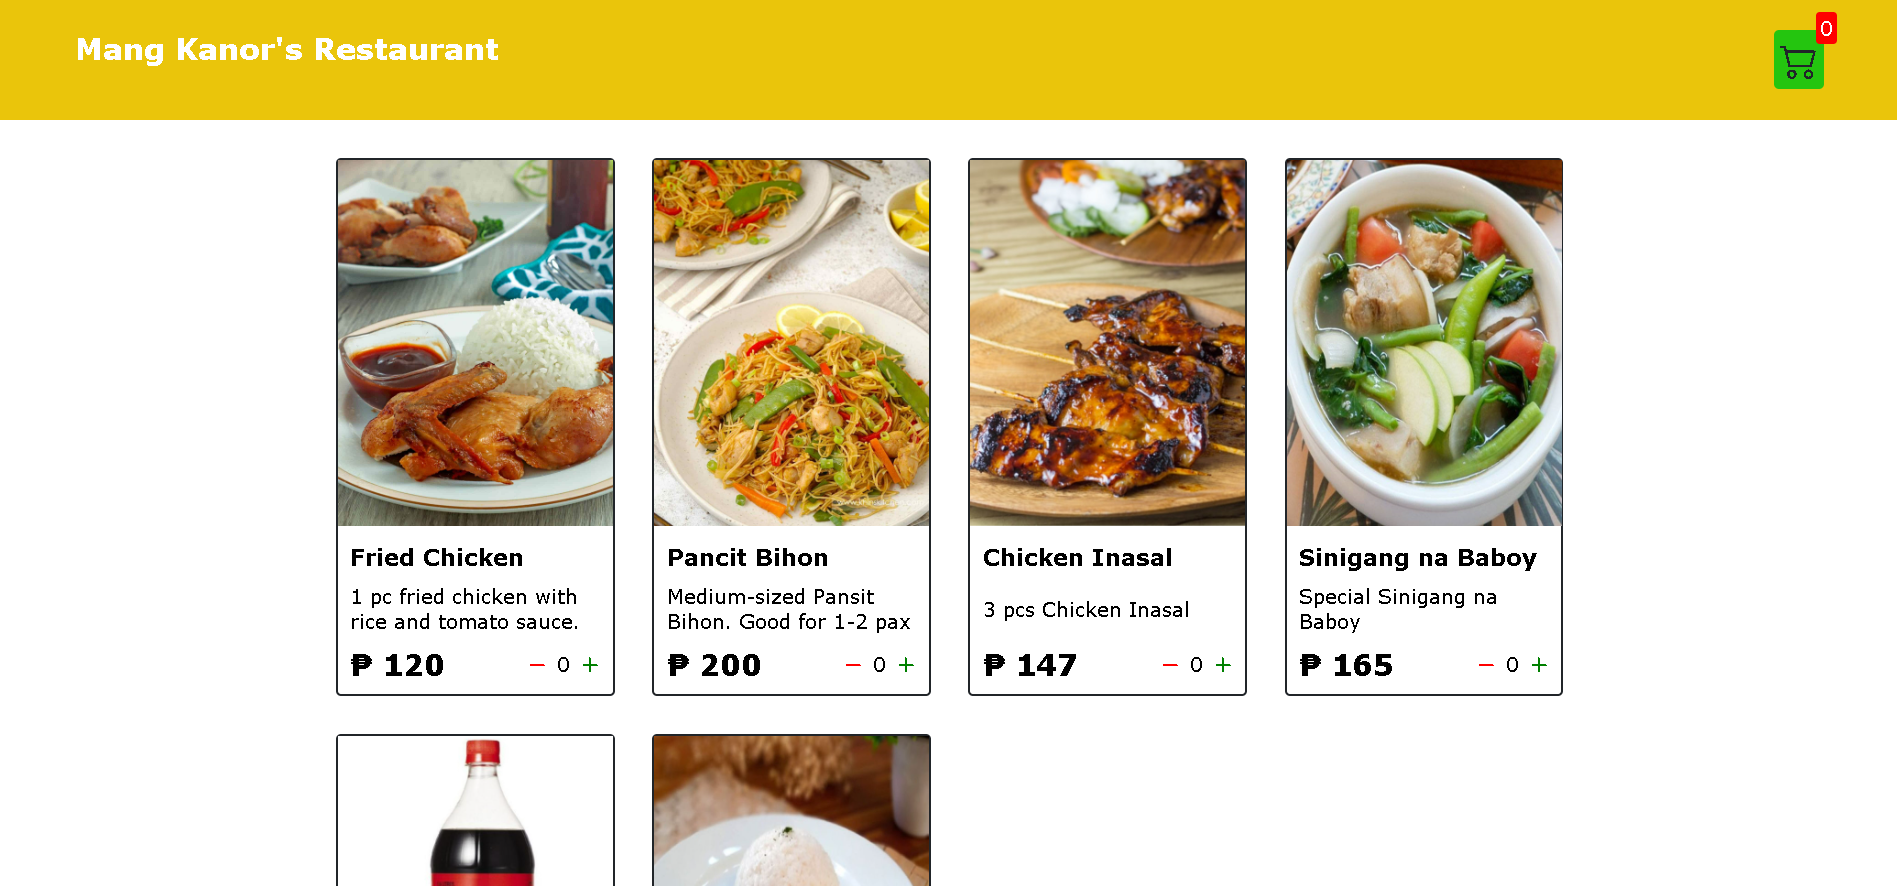 Mang Kanor's Restaurant
0
Fried Chicken
1 pc fried chicken with
rice and tomato sauce.
₱ 120
− 0 +
Pancit Bihon
Medium-sized Pansit
Bihon. Good for 1-2 pax
₱ 200
− 0 +
Chicken Inasal
3 pcs Chicken Inasal
₱ 147
− 0 +
Sinigang na Baboy
Special Sinigang na
Baboy
₱ 165
− 0 +